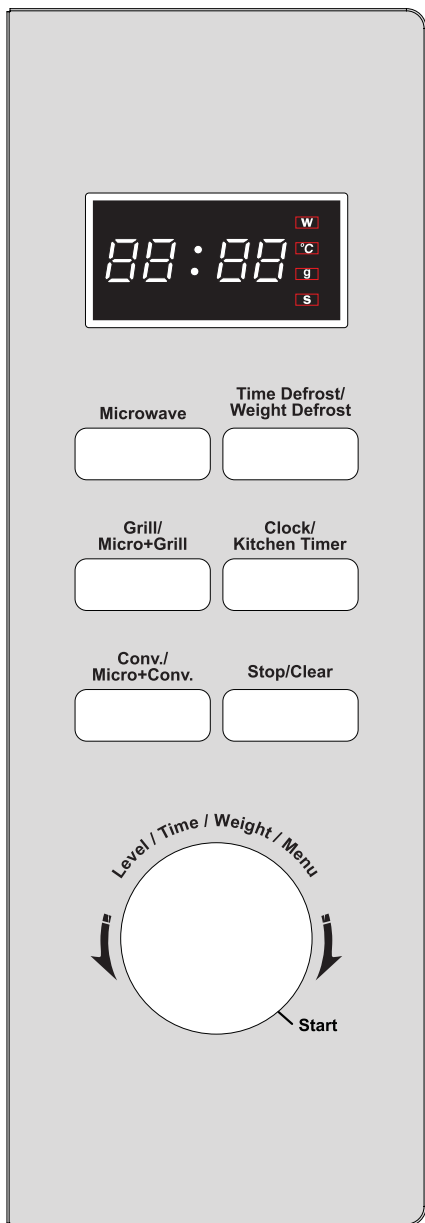 88:88
W
°C
g
s
Microwave
Time Defrost/
Weight Defrost
Grill/
Micro+Grill
Clock/
Kitchen Timer
Conv./
Micro+Conv.
Stop/Clear
Level / Time / Weight / Menu
Start